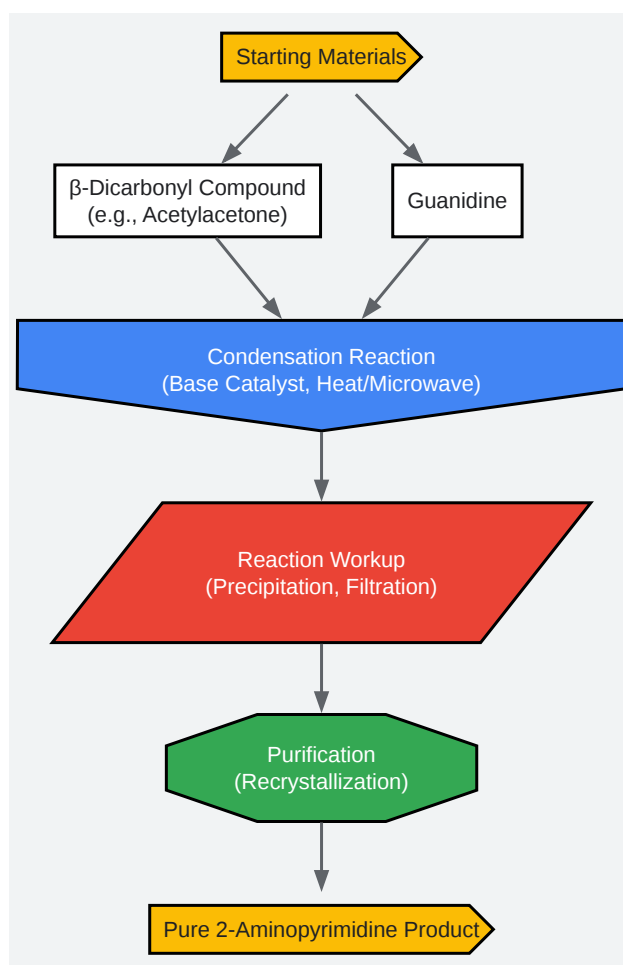 Starting Materials
β-Dicarbonyl Compound
(e.g., Acetylacetone)
Guanidine
Condensation Reaction
(Base Catalyst, Heat/Microwave)
Reaction Workup
(Precipitation, Filtration)
Purification
(Recrystallization)
Pure 2-Aminopyrimidine Product